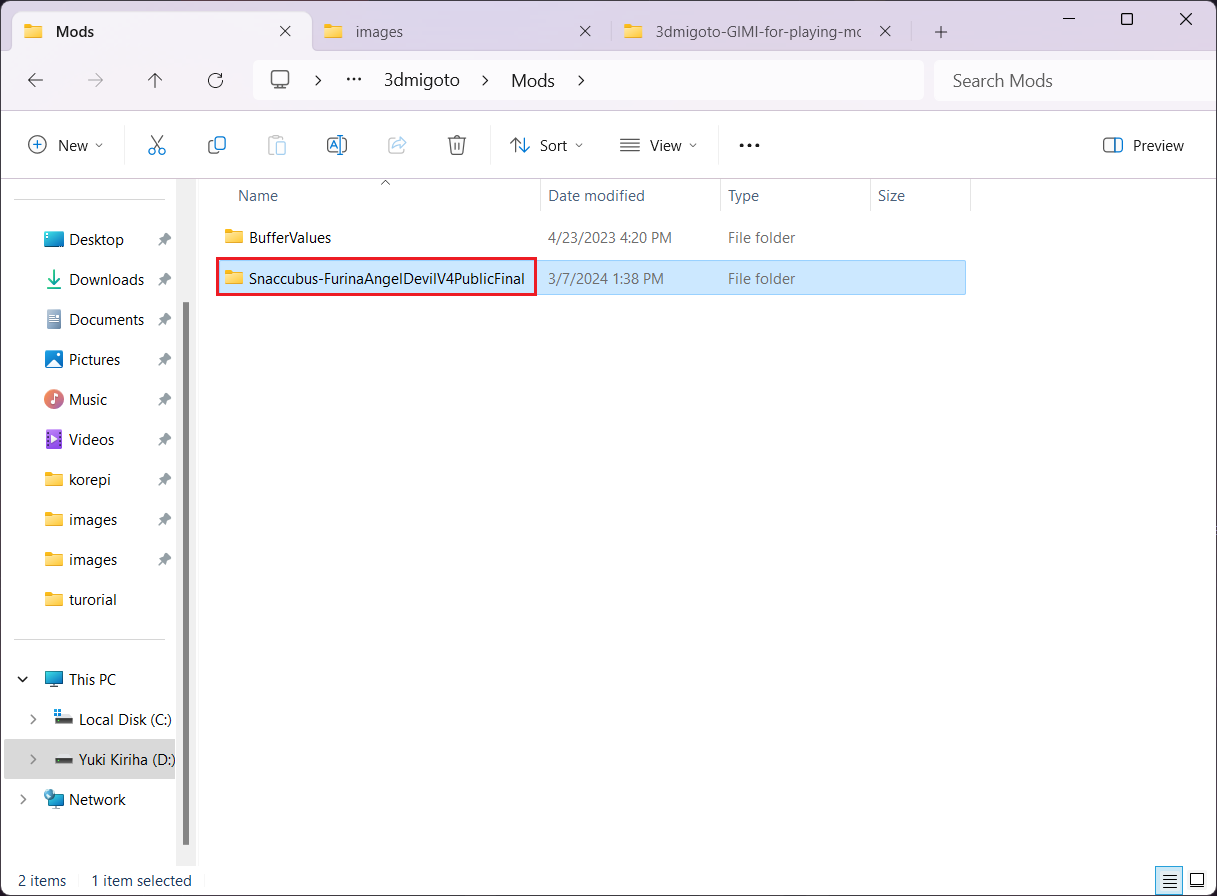 Mods
images
3dmigoto-GIMI-for-playing-mo
3dmigoto
Mods
Search Mods
New
Sort
View
Preview
Name
Date modified
Type
Size
BufferValues 4/23/2023 4:20 PM File folder
Snaccubus-FurinaAngelDevilV4PublicFinal 3/7/2024 1:38 PM File folder
Desktop
Downloads
Documents
Pictures
Music
Videos
korepi
images
images
turorial
This PC
Local Disk (C:)
Yuki Kiriha (D:)
Network
2 items 1 item selected